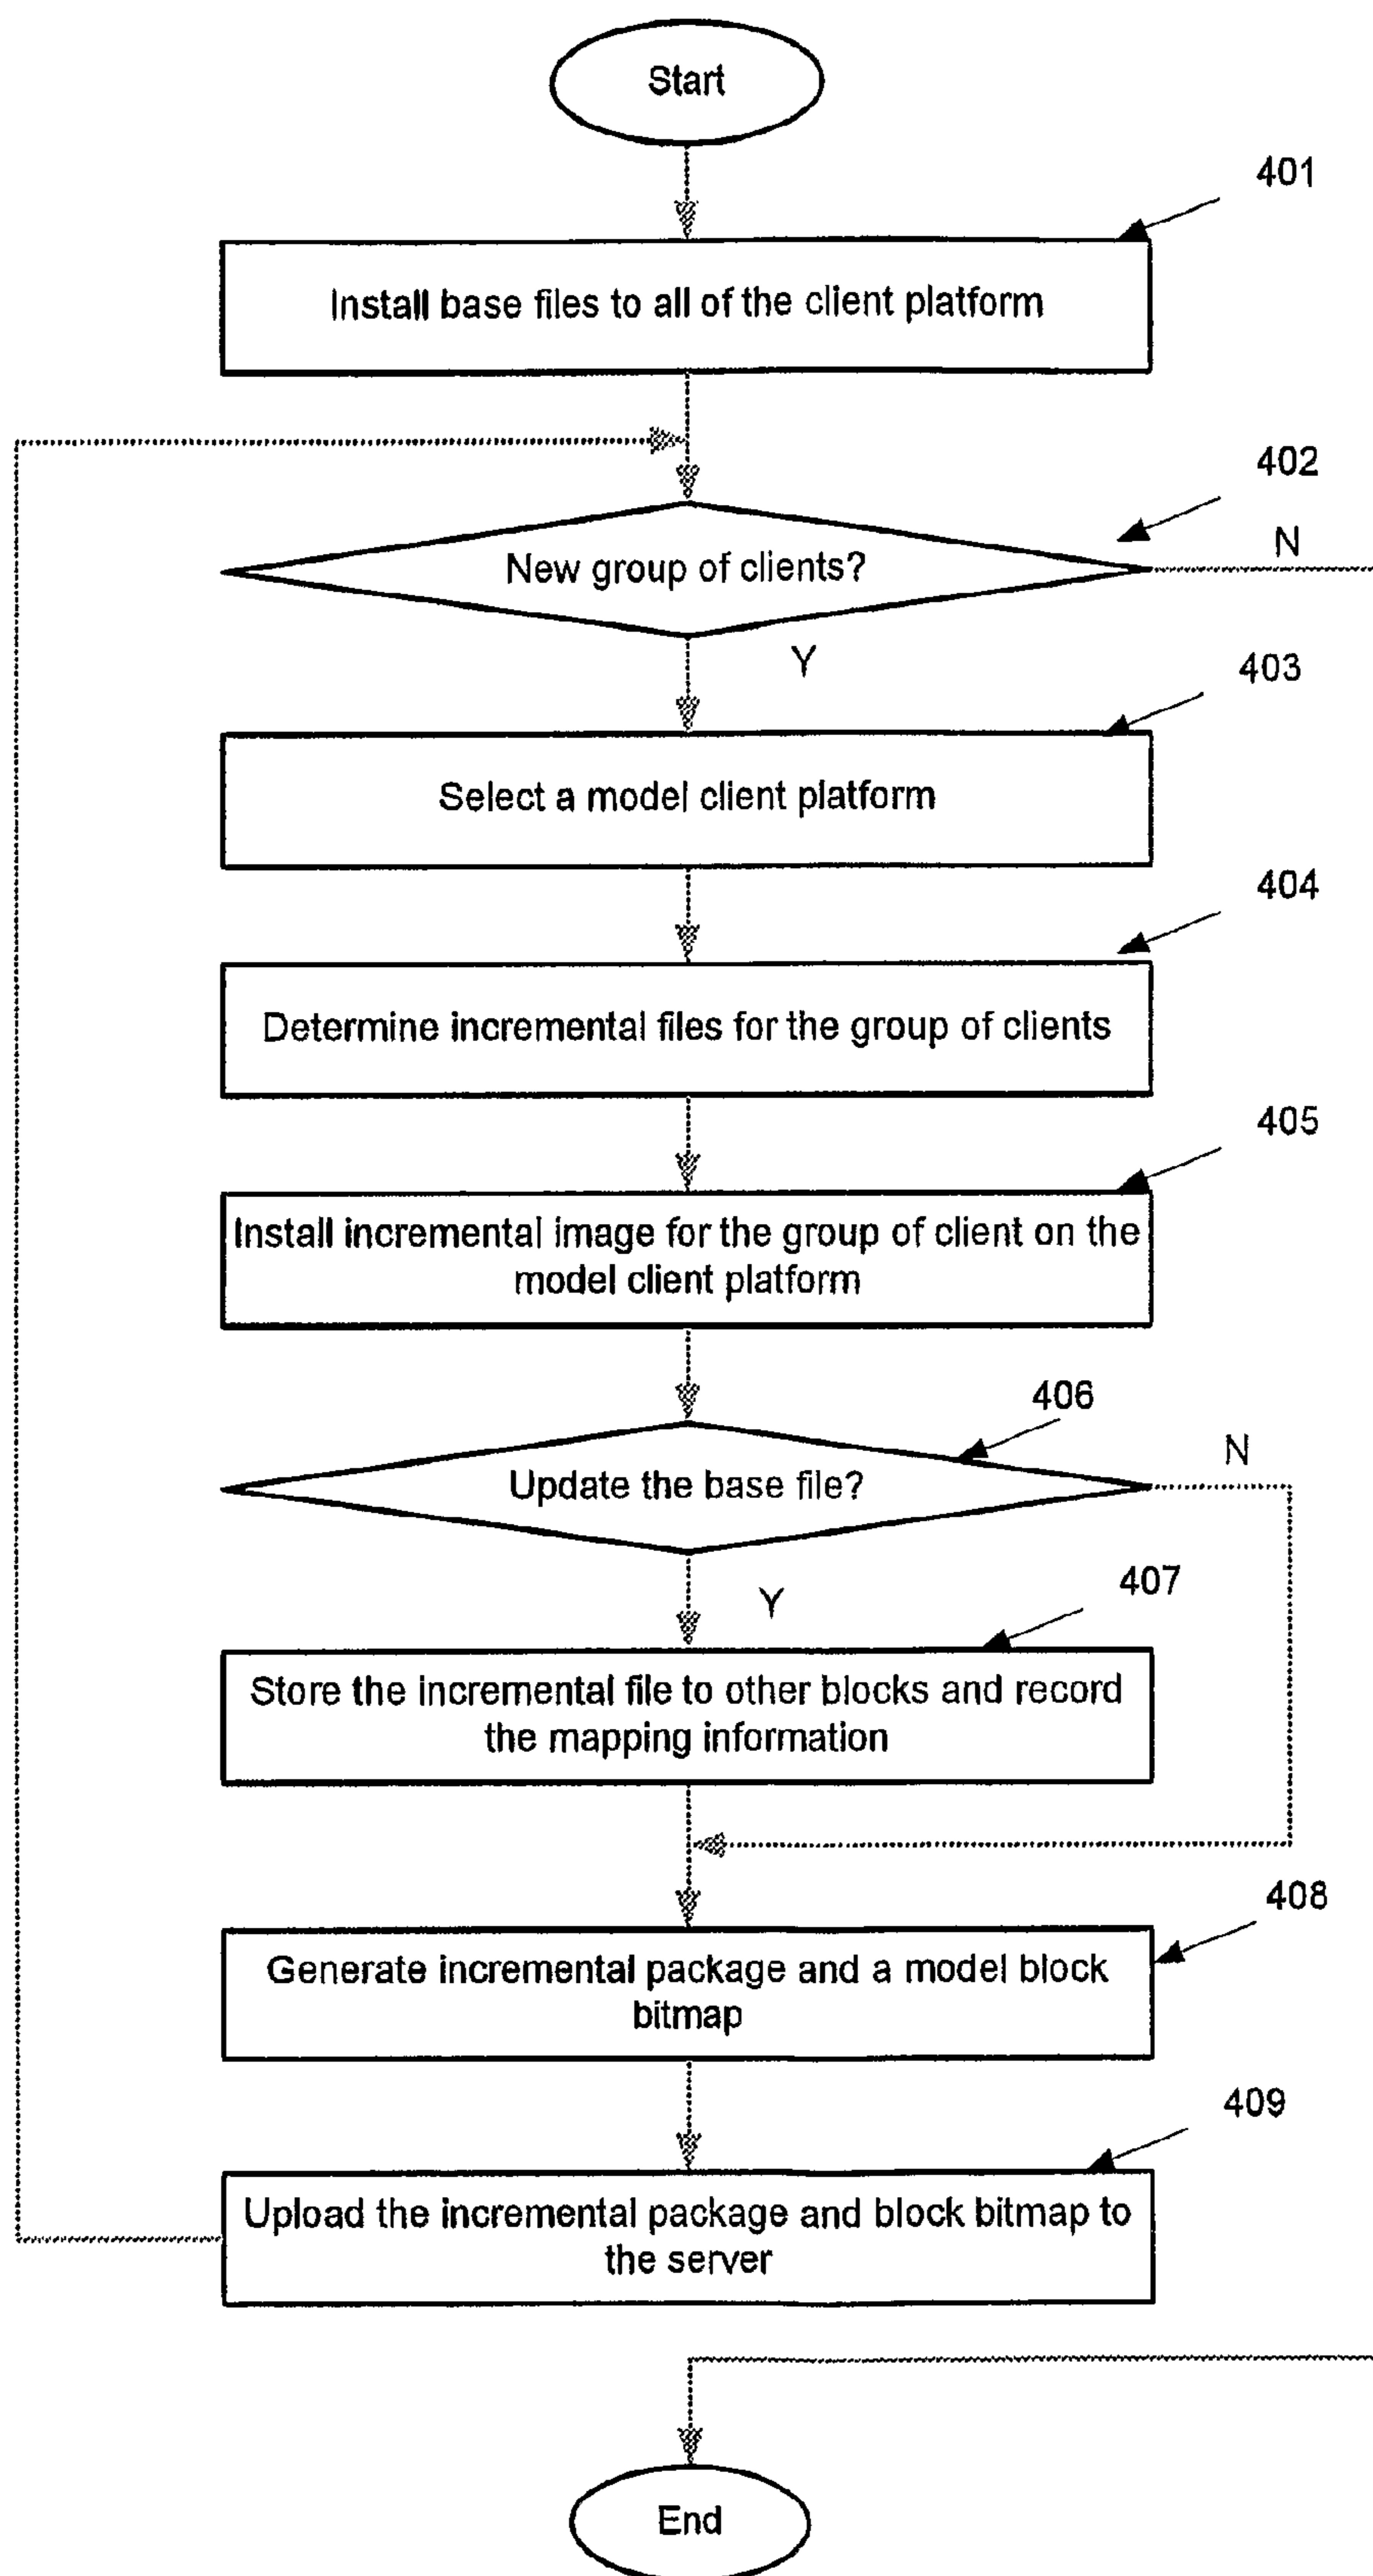 Start
401
Install base files to all of the client platform
402
New group of clients?
N
Y
403
Select a model client platform
404
Determine incremental files for the group of clients
405
Install incremental image for the group of client on the
model client platform
406
Update the base file?
N
Y
407
Store the incremental file to other blocks and record
the mapping information
408
Generate incremental package and a model block
bitmap
409
Upload the incremental package and block bitmap to
the server
End